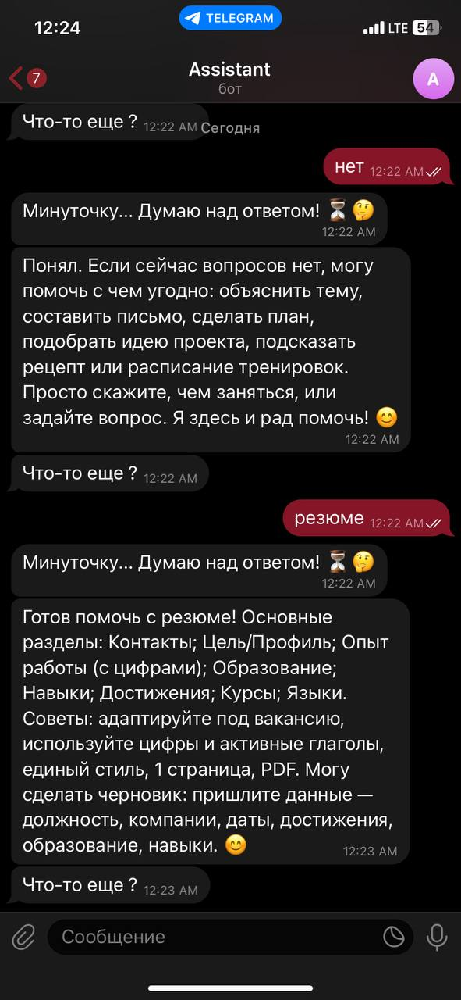 12:24
TELEGRAM
LTE
54
7
Assistant
бот
A
Что-то еще ? 12:22 AM
Сегодня
нет 12:22 AM
Минуточку... Думаю над ответом! ⏳🤔
12:22 AM
Понял. Если сейчас вопросов нет, могу
помочь с чем угодно: объяснить тему,
составить письмо, сделать план,
подобрать идею проекта, подсказать
рецепт или расписание тренировок.
Просто скажите, чем заняться, или
задайте вопрос. Я здесь и рад помочь! 😊
12:22 AM
Что-то еще ? 12:22 AM
резюме 12:22 AM
Минуточку... Думаю над ответом! ⏳🤔
12:22 AM
Готов помочь с резюме! Основные
разделы: Контакты; Цель/Профиль; Опыт
работы (с цифрами); Образование;
Навыки; Достижения; Курсы; Языки.
Советы: адаптируйте под вакансию,
используйте цифры и активные глаголы,
единый стиль, 1 страница, PDF. Могу
сделать черновик: пришлите данные —
должность, компании, даты, достижения,
образование, навыки. 😊 12:23 AM
Что-то еще ? 12:23 AM
Сообщение